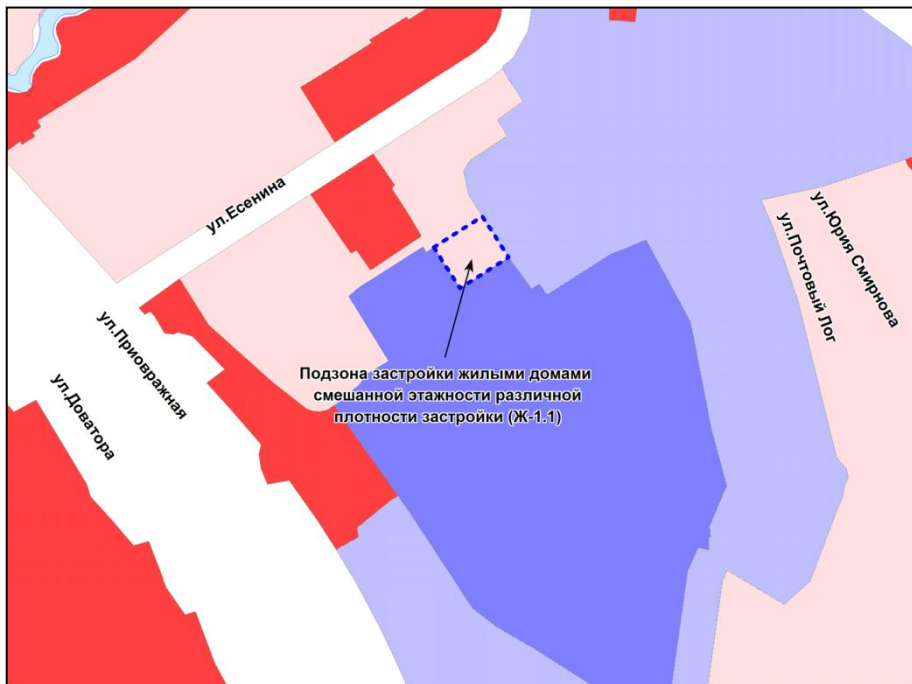 ул.Есенина
ул.Юрия Смирнова
ул.Почтовый Лог
ул.Приовражная
ул.Доватора
Подзона застройки жилыми домами
смешанной этажности различной
плотности застройки (Ж-1.1)